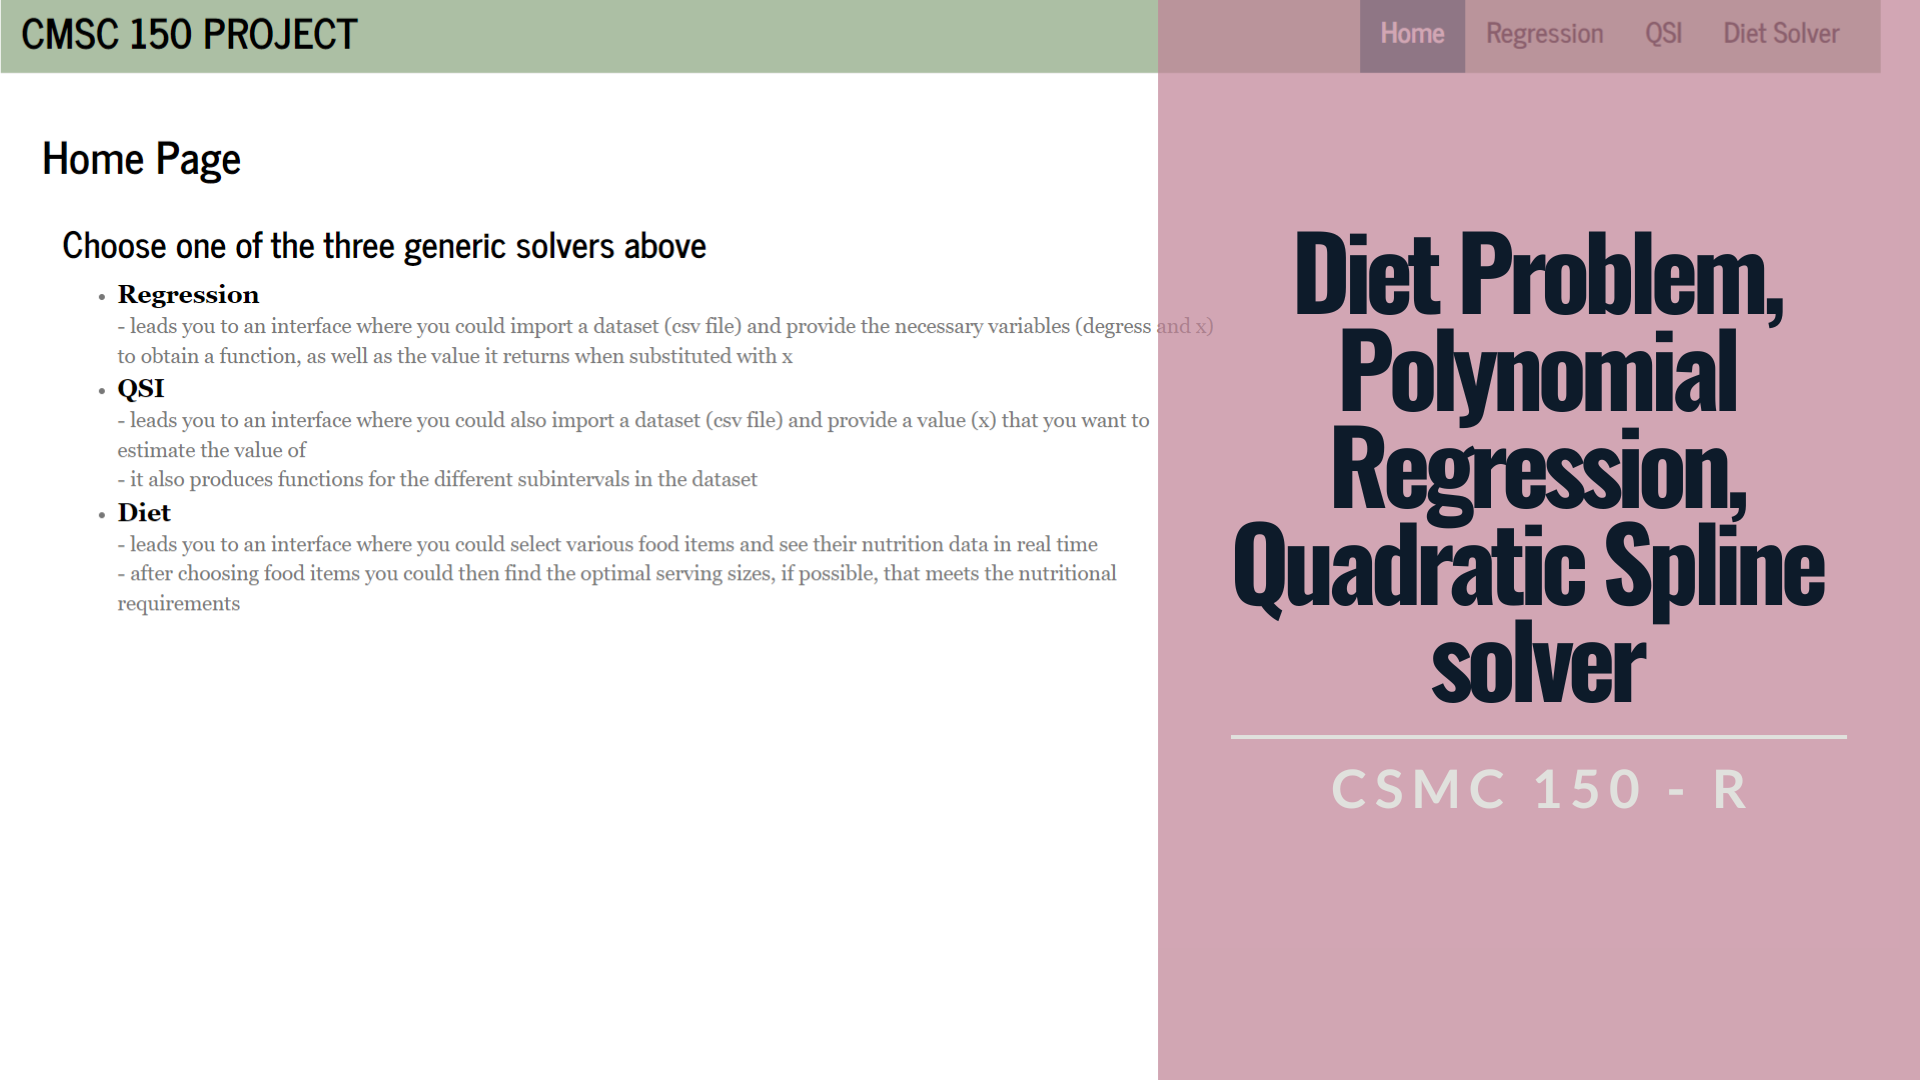 CMSC 150 PROJECT
Home Regression QSI Diet Solver
Home Page
Choose one of the three generic solvers above
• Regression
- leads you to an interface where you could import a dataset (csv file) and provide the necessary variables (degress and x)
to obtain a function, as well as the value it returns when substituted with x
• QSI
- leads you to an interface where you could also import a dataset (csv file) and provide a value (x) that you want to
estimate the value of
- it also produces functions for the different subintervals in the dataset
• Diet
- leads you to an interface where you could select various food items and see their nutrition data in real time
- after choosing food items you could then find the optimal serving sizes, if possible, that meets the nutritional
requirements
Diet Problem,
Polynomial
Regression,
Quadratic Spline
solver
CSMC 150 - R